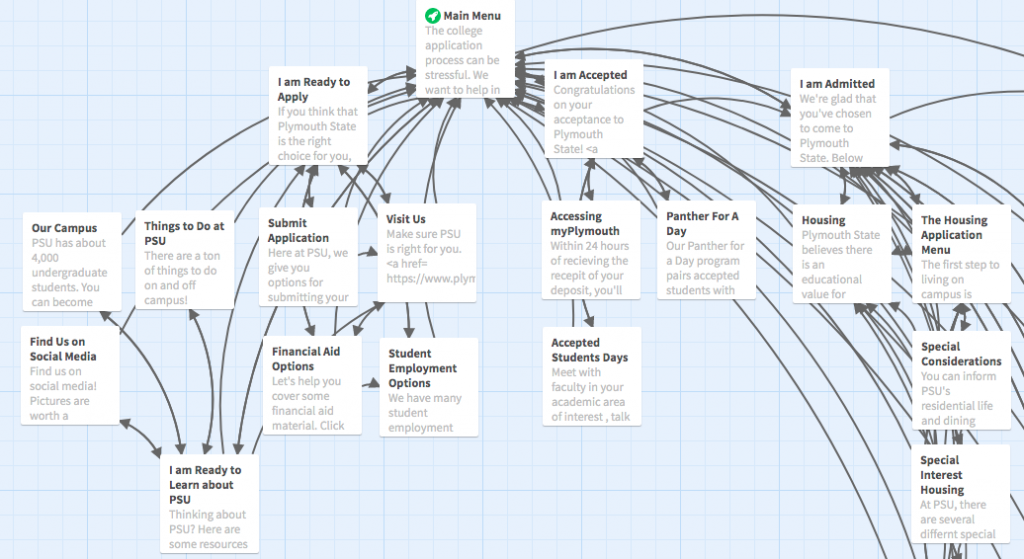 Main Menu
The college
application
process can be
stressful. We
want to help in
I am Ready to
Apply
If you think that
Plymouth State
is the right
choice for you,
I am Accepted
Congratulations
on your
acceptance to
Plymouth
State! <a
I am Admitted
We're glad that
you've chosen
to come to
Plymouth
State. Below
Our Campus
PSU has about
4,000
undergraduate
students. You
can become
Things to Do at
PSU
There are a ton
of things to do
on and off
campus!
Submit
Application
Here at PSU, we
give you
options for
submitting your
Visit Us
Make sure PSU
is right for you.
<a href=
https://www.plym
Accessing
myPlymouth
Within 24 hours
of recieving the
recepit of your
deposit, you'll
Panther For A
Day
Our Panther for
a Day program
pairs accepted
students with
Housing
Plymouth State
believes there
is an
educational
value for
The Housing
Application
Menu
The first step to
living on
campus is
Find Us on
Social Media
Find us on
social media!
Pictures are
worth a
Financial Aid
Options
Let's help you
cover some
financial aid
material. Click
Student
Employment
Options
We have many
student
employment
Accepted
Students Days
Meet with
faculty in your
academic area
of interest , talk
Special
Considerations
You can inform
PSU's
residential life
and dining
I am Ready to
Learn about
PSU
Thinking about
PSU? Here are
some resources
Special
Interest
Housing
At PSU, there
are several
differnt special